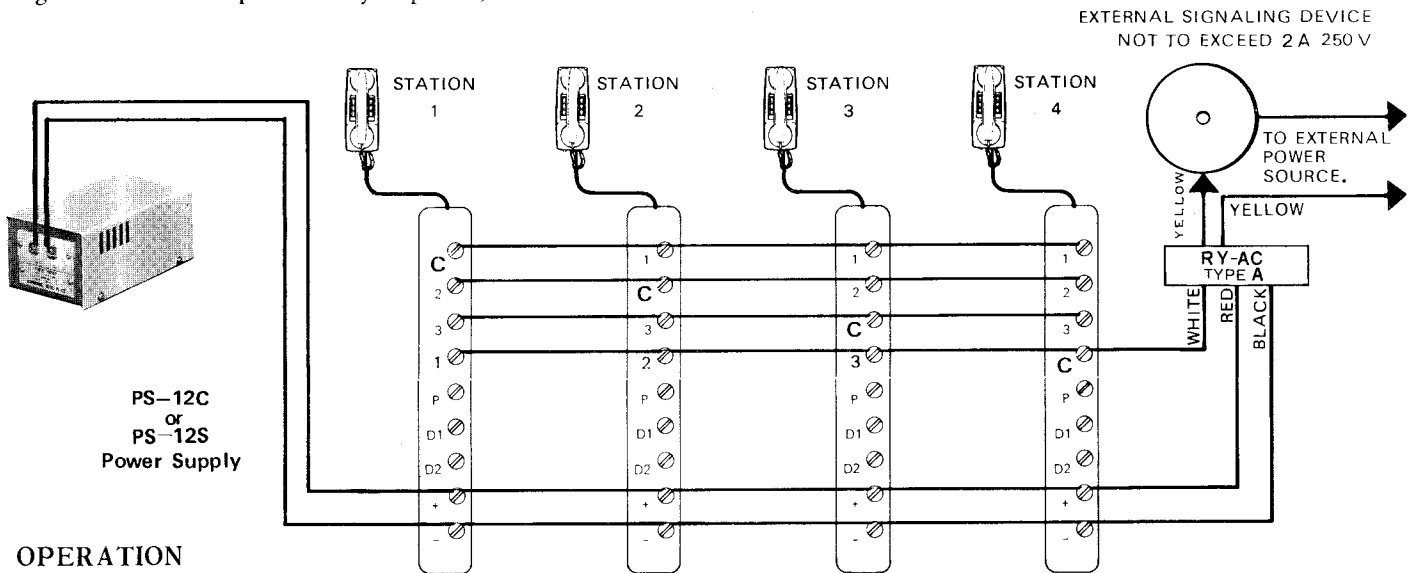 EXTERNAL SIGNALING DEVICE
NOT TO EXCEED 2 A 250 V
STATION
1
STATION
2
STATION
3
STATION
4
TO EXTERNAL
POWER
SOURCE.
YELLOW
YELLOW
RY-AC
TYPE A
WHITE
RED
BLACK
C
2
3
1
P
D1
D2
+
-
1
C
3
2
P
D1
D2
+
-
1
2
C
3
P
D1
D2
+
-
1
2
3
C
P
D1
D2
+
-
PS-12C
or
PS-12S
Power Supply
OPERATION